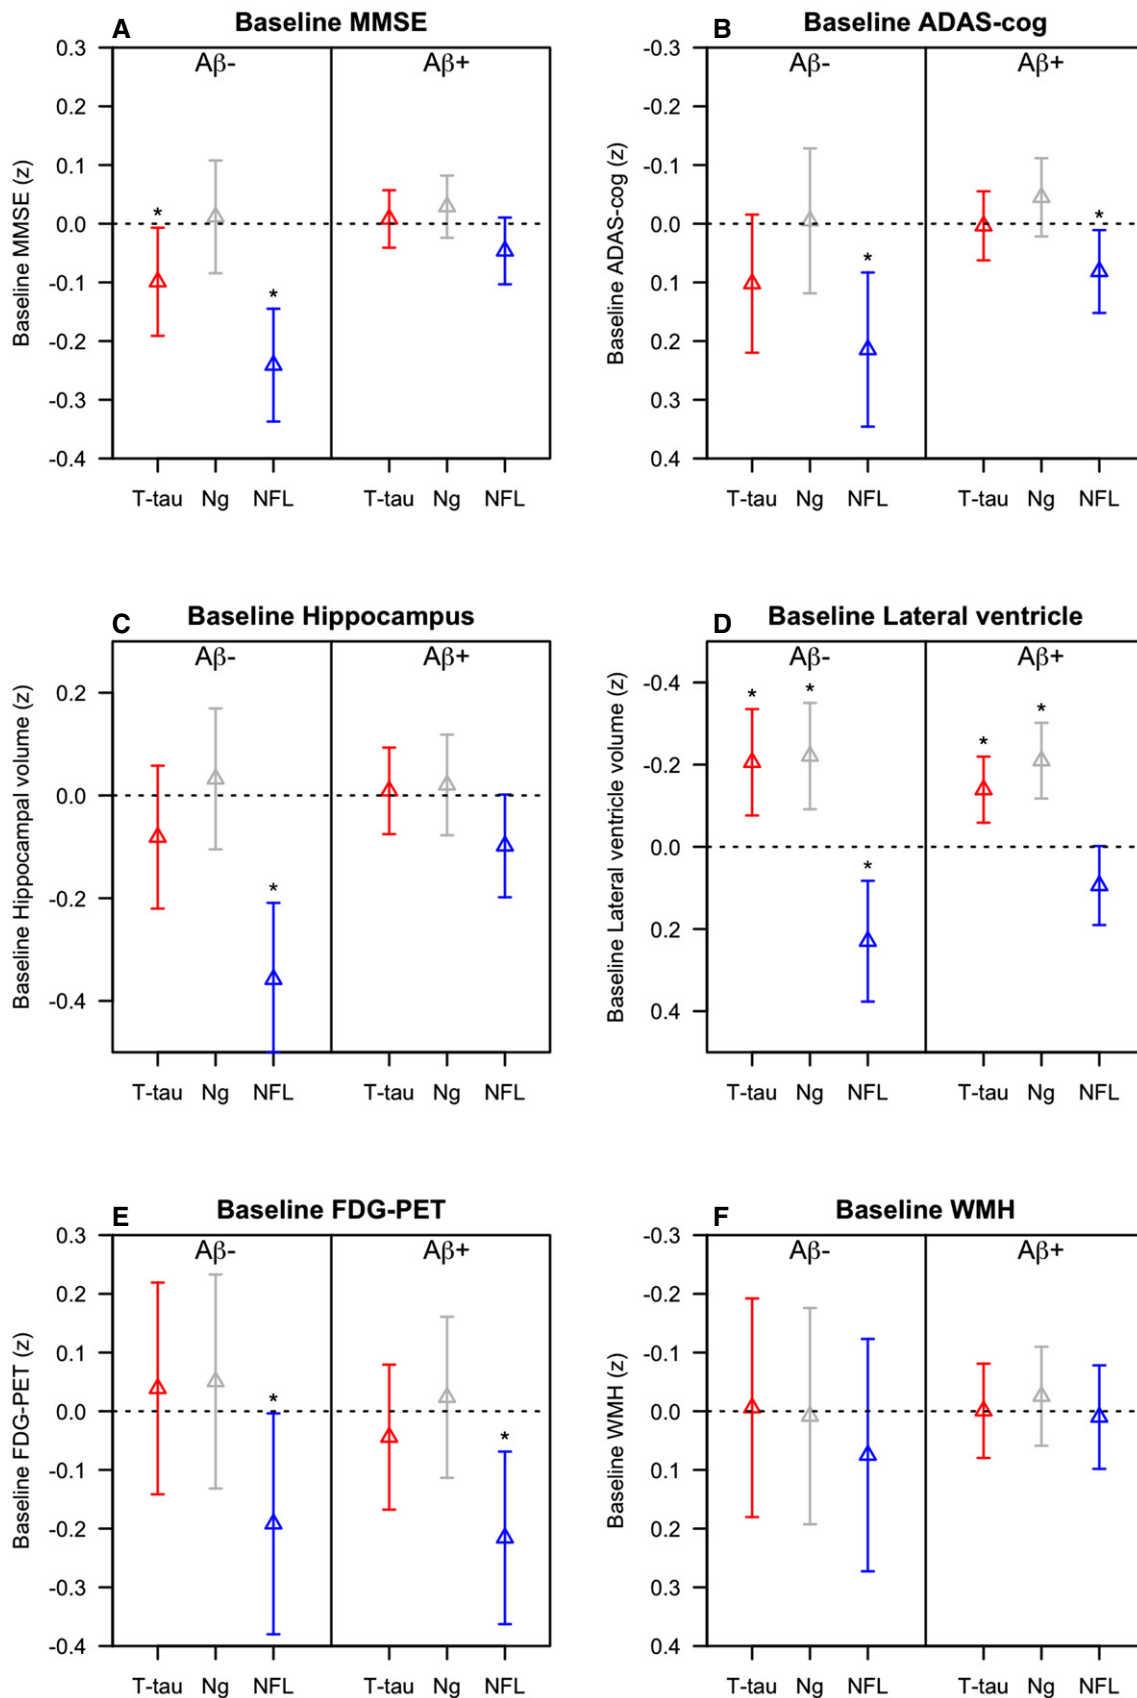 A Baseline MMSE
Aβ- Aβ+
Baseline MMSE (z)
0.3
0.2
0.1
0.0
-0.1
-0.2
-0.3
-0.4
* *
T-tau Ng NFL T-tau Ng NFL
B Baseline ADAS-cog
Aβ- Aβ+
Baseline ADAS-cog (z)
-0.3
-0.2
-0.1
0.0
0.1
0.2
0.3
0.4
* *
T-tau Ng NFL T-tau Ng NFL
C Baseline Hippocampus
Aβ- Aβ+
Baseline Hippocampal volume (z)
0.2
0.0
-0.2
-0.4
*
T-tau Ng NFL T-tau Ng NFL
D Baseline Lateral ventricle
Aβ- Aβ+
Baseline Lateral ventricle volume (z)
-0.4
-0.2
0.0
0.2
0.4
* * * * *
T-tau Ng NFL T-tau Ng NFL
E Baseline FDG-PET
Aβ- Aβ+
Baseline FDG-PET (z)
0.3
0.2
0.1
0.0
-0.1
-0.2
-0.3
-0.4
* *
T-tau Ng NFL T-tau Ng NFL
F Baseline WMH
Aβ- Aβ+
Baseline WMH (z)
-0.3
-0.2
-0.1
0.0
0.1
0.2
0.3
0.4
T-tau Ng NFL T-tau Ng NFL